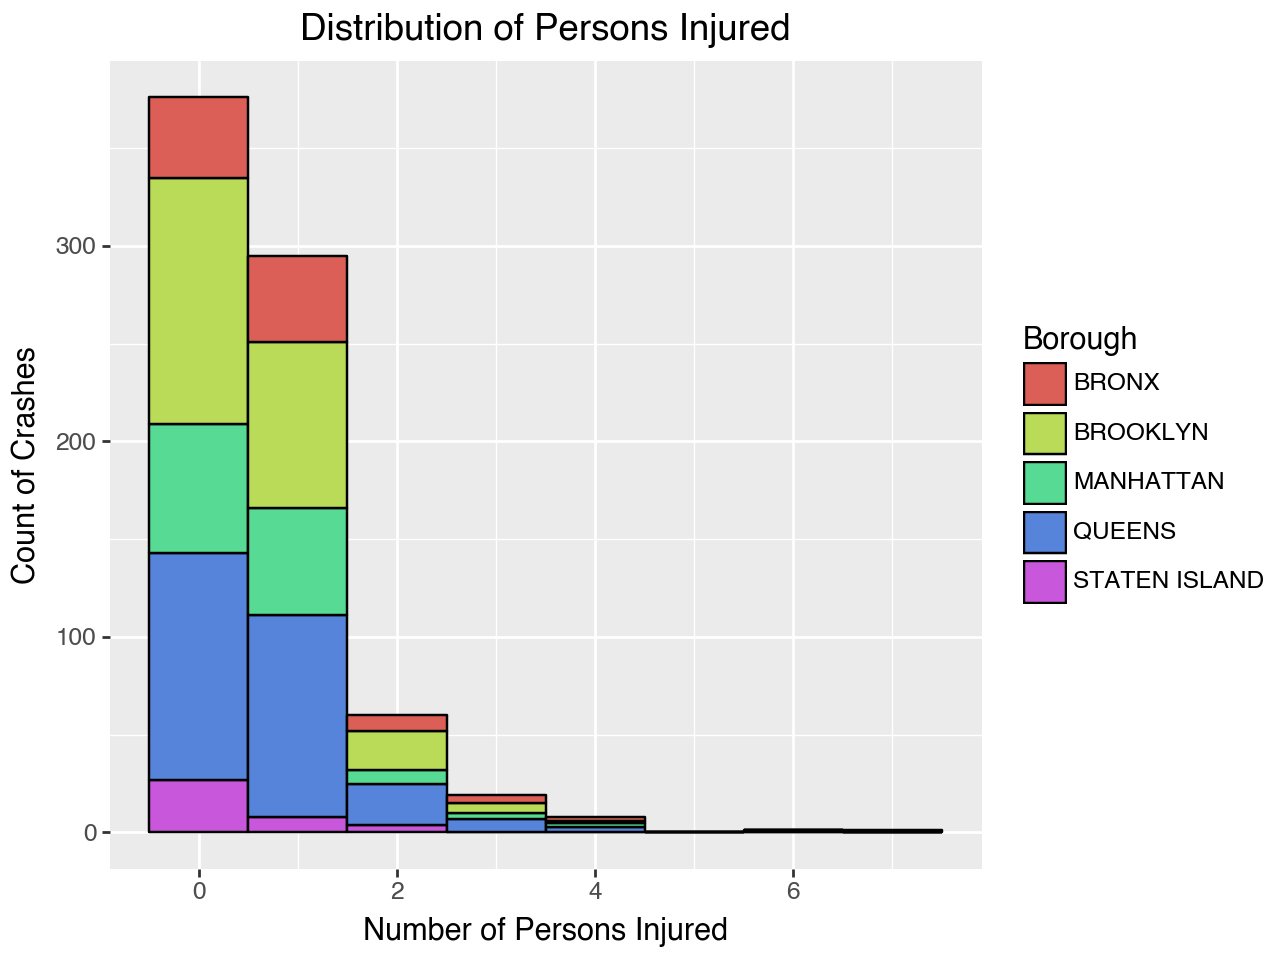 Distribution of Persons Injured
Count of Crashes
300
200
100
0
0 2 4 6
Number of Persons Injured
Borough
BRONX
BROOKLYN
MANHATTAN
QUEENS
STATEN ISLAND